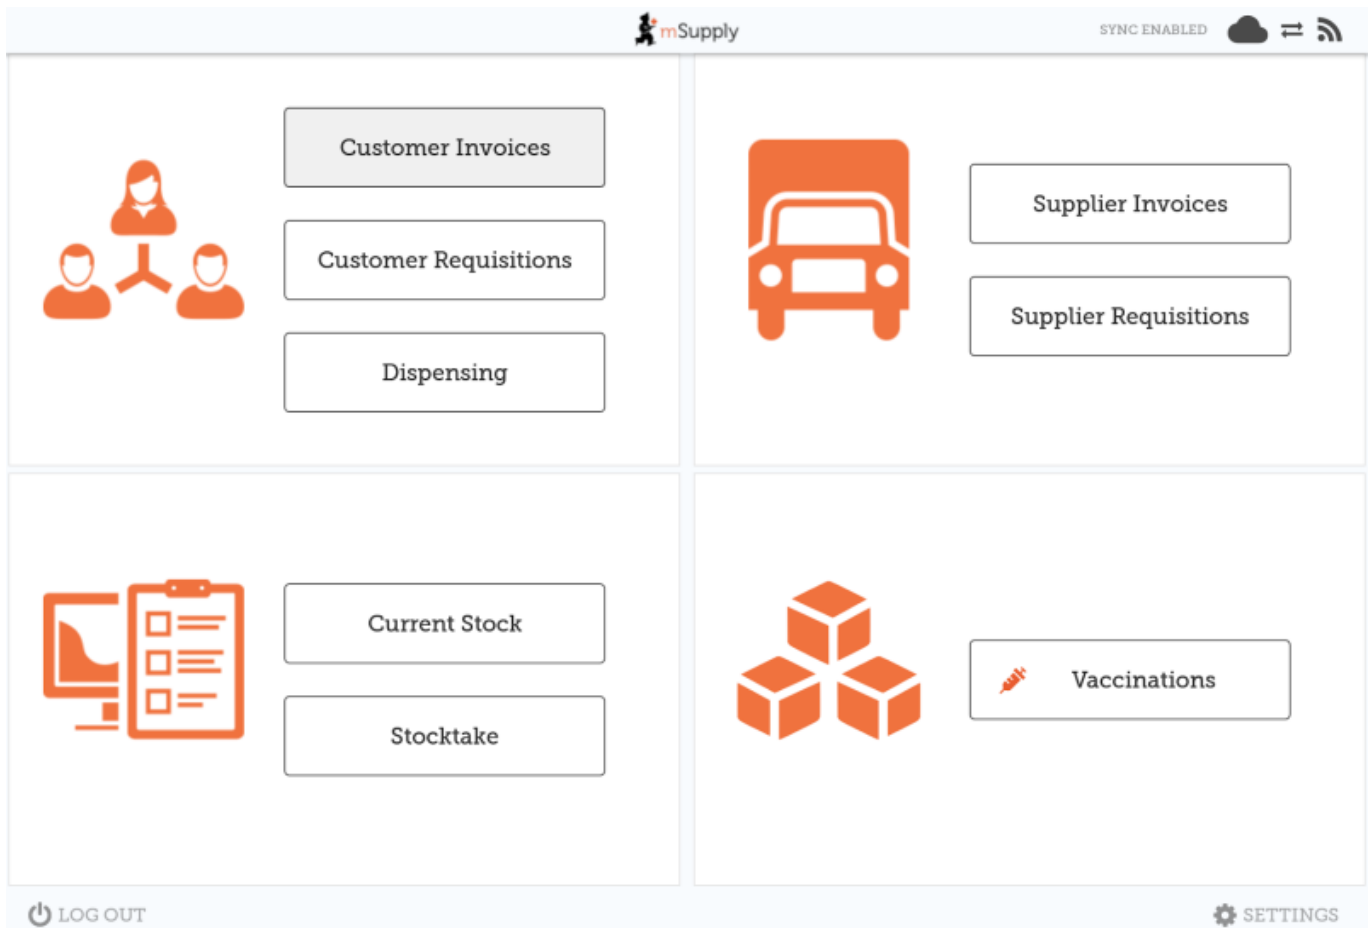 mSupply
SYNC ENABLED
Customer Invoices
Customer Requisitions
Dispensing
Supplier Invoices
Supplier Requisitions
Current Stock
Stocktake
Vaccinations
LOG OUT
SETTINGS